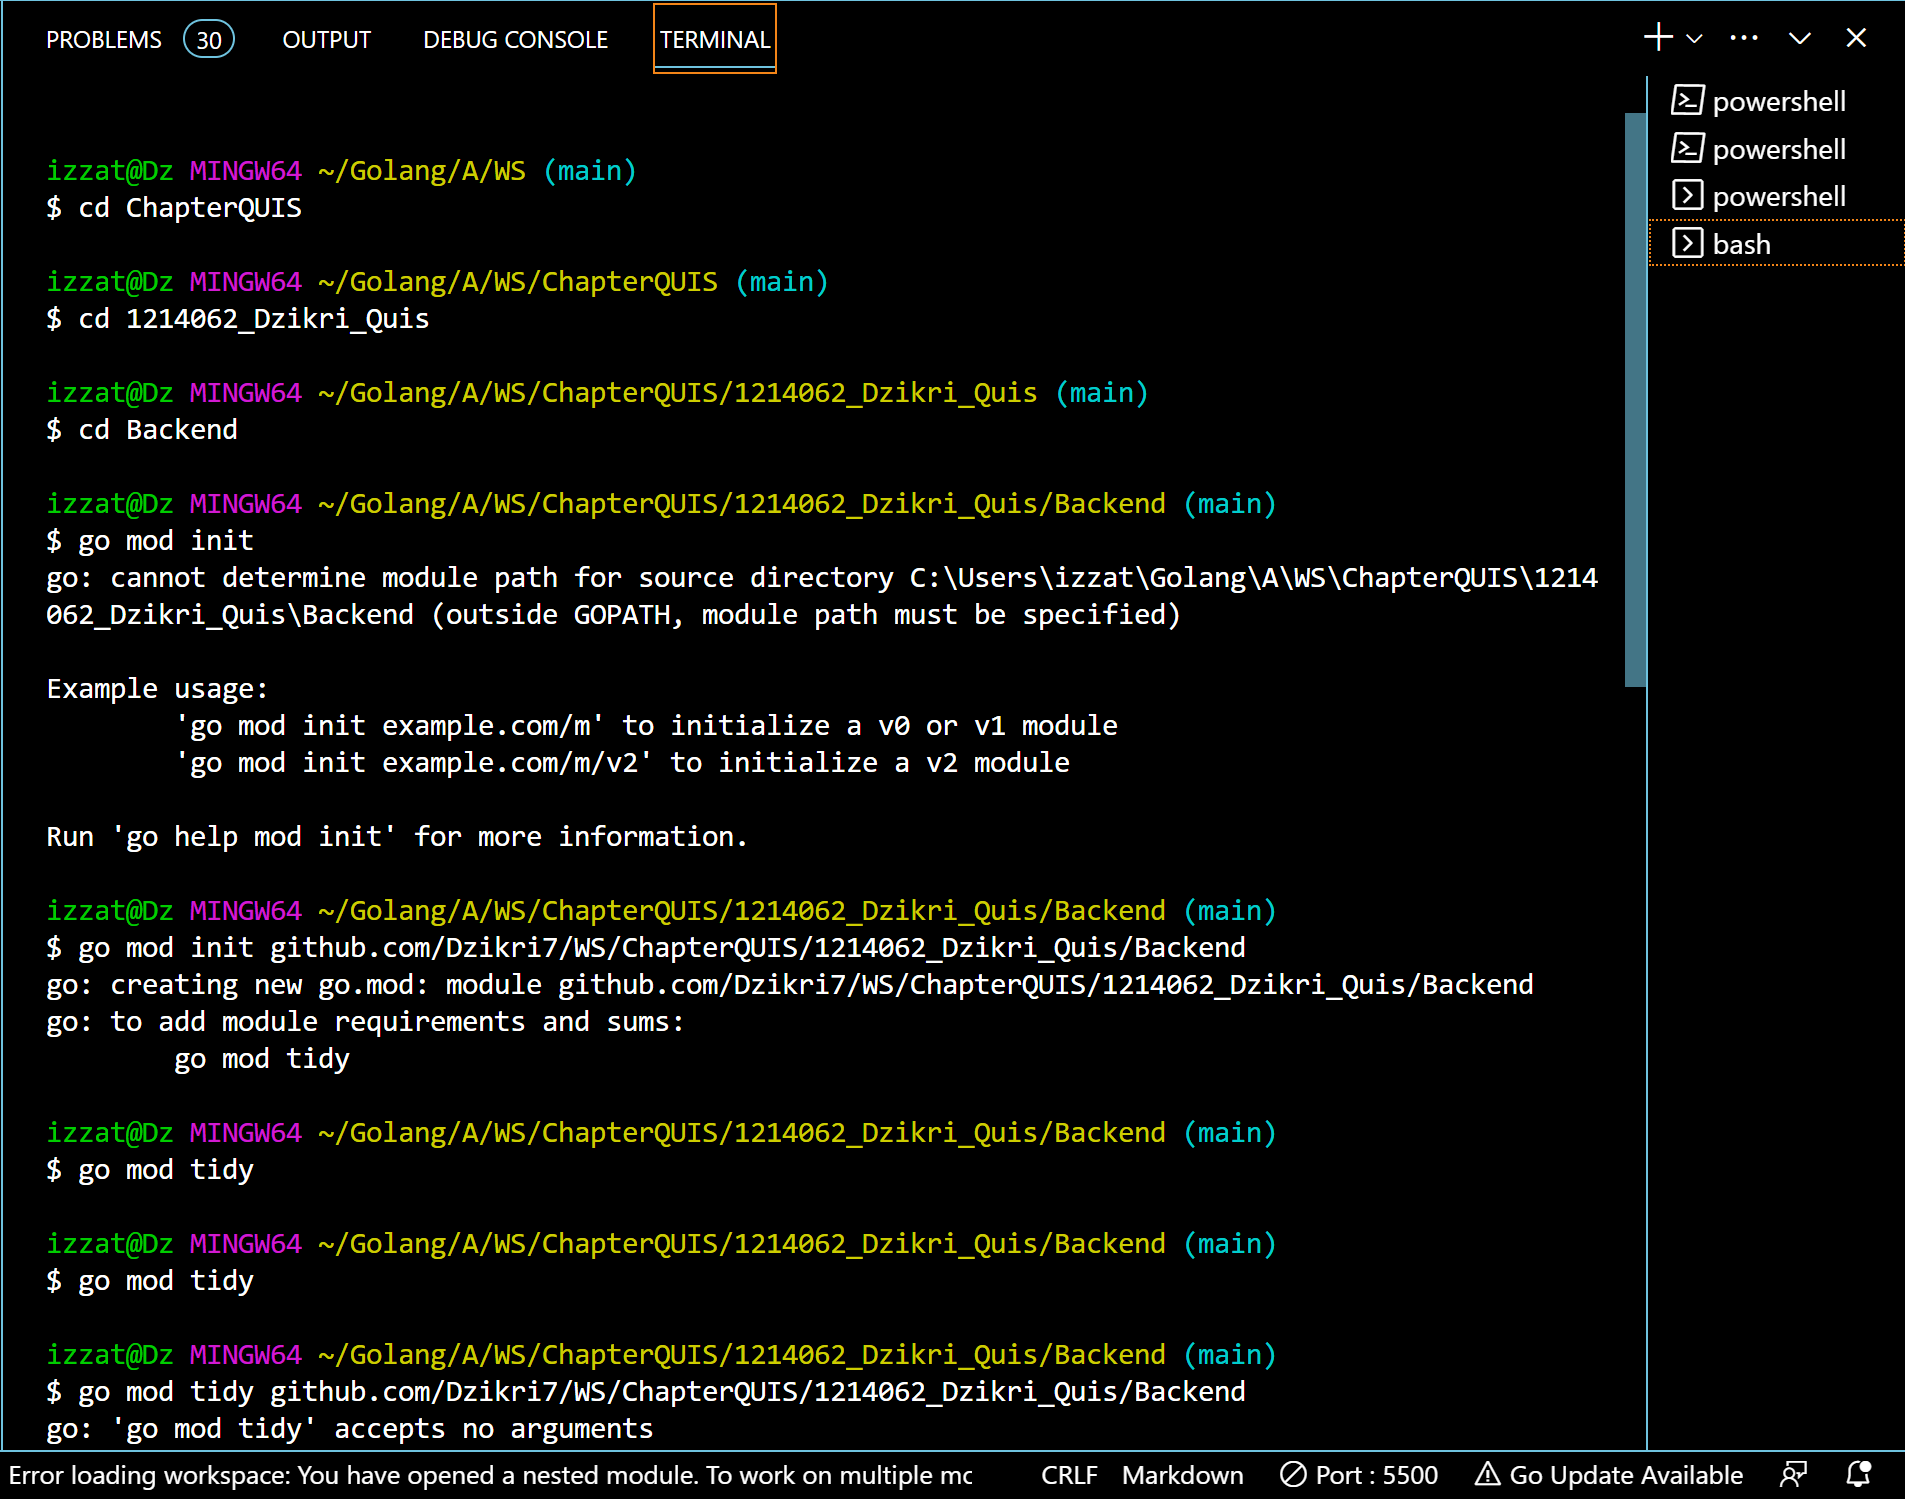 PROBLEMS 30 OUTPUT DEBUG CONSOLE TERMINAL
izzat@Dz MINGW64 ~/Golang/A/WS (main)
$ cd ChapterQUIS
izzat@Dz MINGW64 ~/Golang/A/WS/ChapterQUIS (main)
$ cd 1214062_Dzikri_Quis
izzat@Dz MINGW64 ~/Golang/A/WS/ChapterQUIS/1214062_Dzikri_Quis (main)
$ cd Backend
izzat@Dz MINGW64 ~/Golang/A/WS/ChapterQUIS/1214062_Dzikri_Quis/Backend (main)
$ go mod init
go: cannot determine module path for source directory C:\Users\izzat\Golang\A\WS\ChapterQUIS\1214
062_Dzikri_Quis\Backend (outside GOPATH, module path must be specified)
Example usage:
'go mod init example.com/m' to initialize a v0 or v1 module
'go mod init example.com/m/v2' to initialize a v2 module
Run 'go help mod init' for more information.
izzat@Dz MINGW64 ~/Golang/A/WS/ChapterQUIS/1214062_Dzikri_Quis/Backend (main)
$ go mod init github.com/Dzikri7/WS/ChapterQUIS/1214062_Dzikri_Quis/Backend
go: creating new go.mod: module github.com/Dzikri7/WS/ChapterQUIS/1214062_Dzikri_Quis/Backend
go: to add module requirements and sums:
go mod tidy
izzat@Dz MINGW64 ~/Golang/A/WS/ChapterQUIS/1214062_Dzikri_Quis/Backend (main)
$ go mod tidy
izzat@Dz MINGW64 ~/Golang/A/WS/ChapterQUIS/1214062_Dzikri_Quis/Backend (main)
$ go mod tidy
izzat@Dz MINGW64 ~/Golang/A/WS/ChapterQUIS/1214062_Dzikri_Quis/Backend (main)
$ go mod tidy github.com/Dzikri7/WS/ChapterQUIS/1214062_Dzikri_Quis/Backend
go: 'go mod tidy' accepts no arguments
powershell
powershell
powershell
bash
Error loading workspace: You have opened a nested module. To work on multiple mc CRLF Markdown Port : 5500 Go Update Available